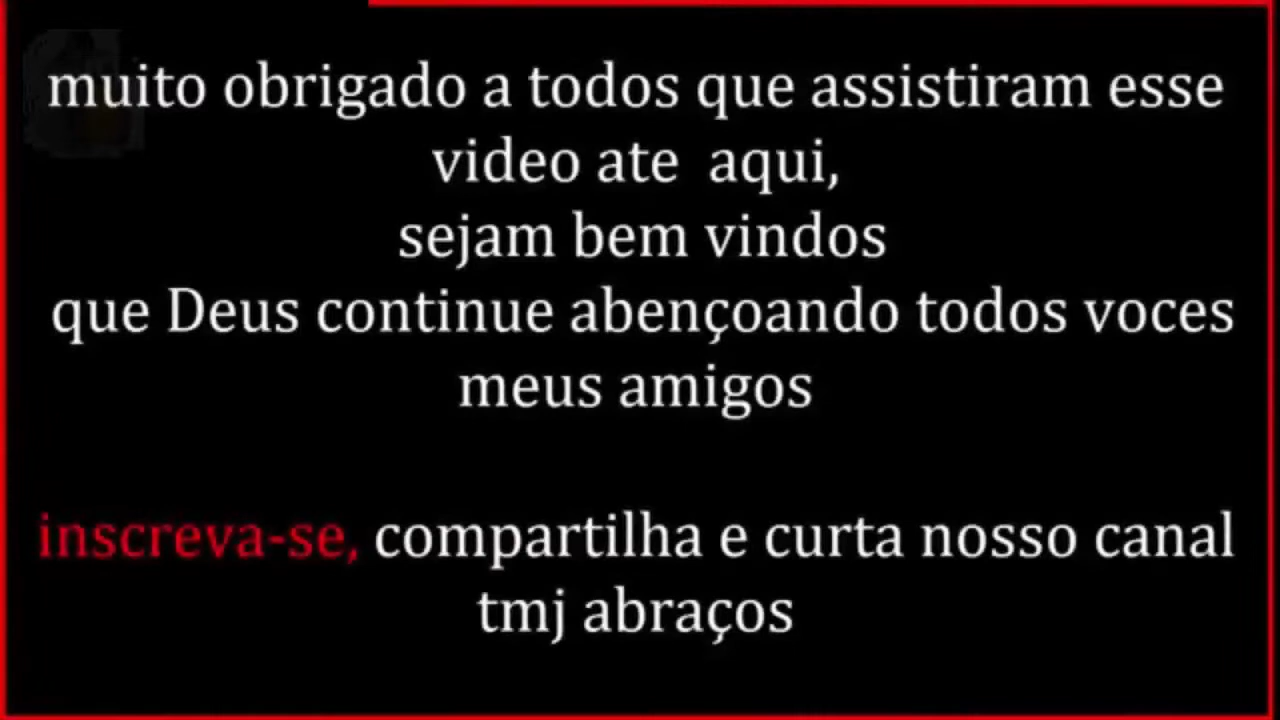 muito obrigado a todos que assistiram esse
video ate  aqui,
sejam bem vindos
que Deus continue abençoando todos voces
meus amigos
inscreva-se, compartilha e curta nosso canal
tmj abraços